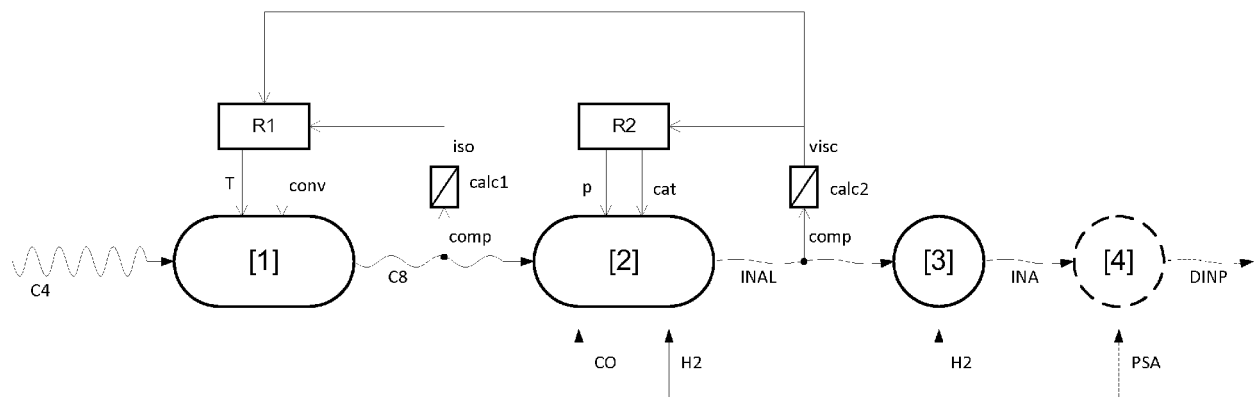 R1
R2
iso
visc
T
conv
calc1
p
cat
calc2
comp
comp
[1]
[2]
[3]
[4]
C4
C8
INAL
INA
DINP
CO
H2
H2
PSA